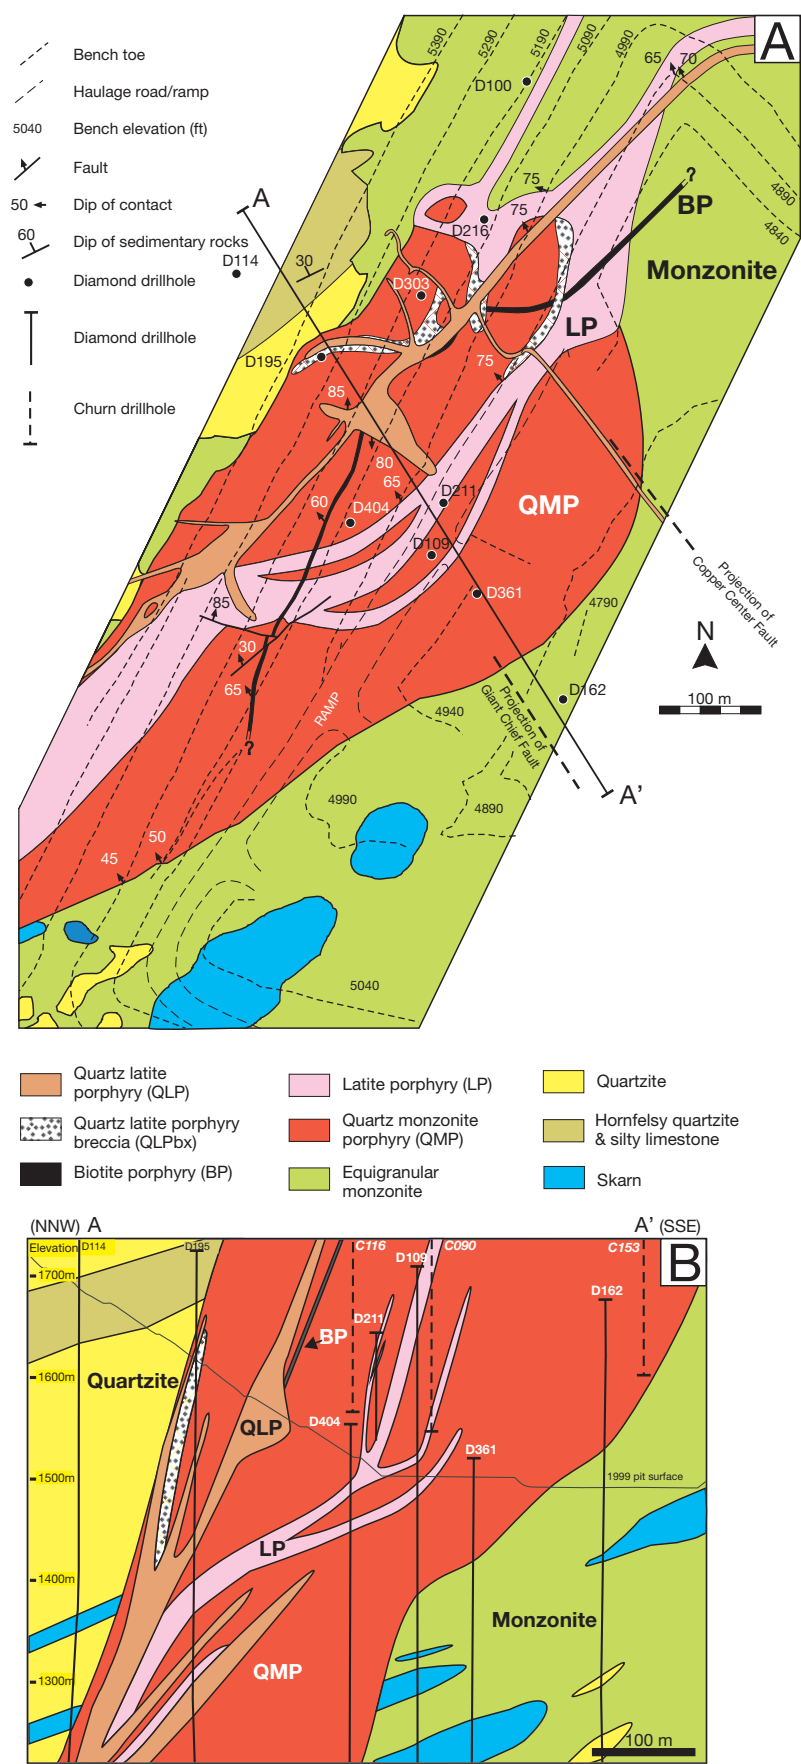 A
Bench toe
Haulage road/ramp
5040 Bench elevation (ft)
Fault
50 Dip of contact
60 Dip of sedimentary rocks
Diamond drillhole
Diamond drillhole
Churn drillhole
5390
5290
5190
5090
4990
65
70
D100
75
75
D216
?
BP
4890
4840
A
D114
30
D303
Monzonite
LP
D195
75
85
80
65
60
D404
D211
QMP
D109
D361
Projection of
Copper Center Fault
85
4790
30
65
N
100 m
D162
RAMP
4940
Projection of
Giant Chief Fault
?
A'
4990
4890
50
45
5040
Quartz latite
porphyry (QLP)
Latite porphyry (LP)
Quartzite
Quartz latite porphyry
breccia (QLPbx)
Quartz monzonite
porphyry (QMP)
Hornfelsy quartzite
& silty limestone
Biotite porphyry (BP)
Equigranular
monzonite
Skarn
(NNW) A
A' (SSE)
Elevation
D114
D195
C116
D109
C090
C153
B
1700m
D162
D211
BP
1600m
Quartzite
QLP
D404
D361
1500m
1999 pit surface
LP
1400m
Monzonite
QMP
1300m
100 m